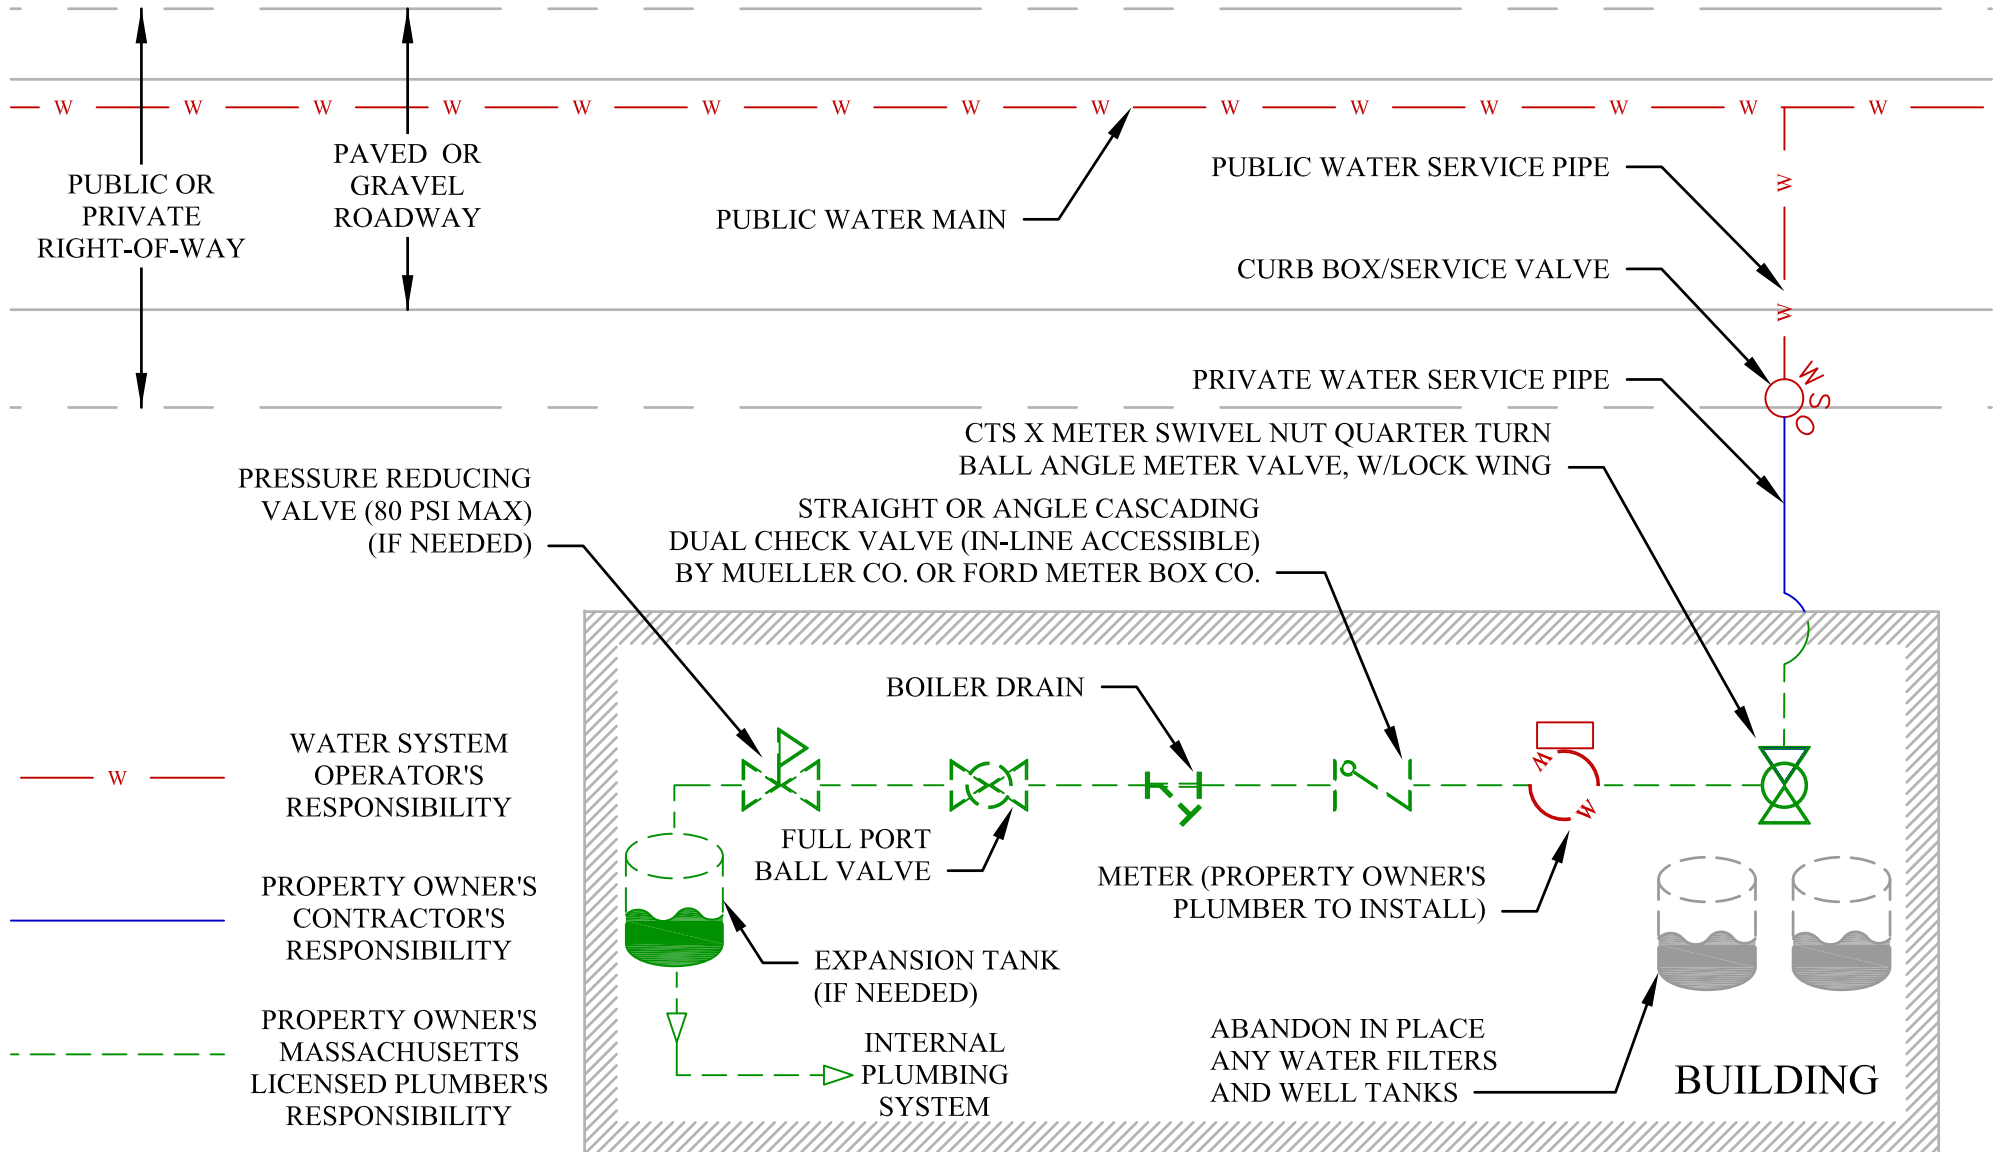 W W W W W W W W W W W W W W W
PUBLIC OR
PRIVATE
RIGHT-OF-WAY
PAVED OR
GRAVEL
ROADWAY
PUBLIC WATER MAIN
PUBLIC WATER SERVICE PIPE
W
CURB BOX/SERVICE VALVE
W
PRIVATE WATER SERVICE PIPE
WSO
CTS X METER SWIVEL NUT QUARTER TURN
BALL ANGLE METER VALVE, W/LOCK WING
PRESSURE REDUCING
VALVE (80 PSI MAX)
(IF NEEDED)
STRAIGHT OR ANGLE CASCADING
DUAL CHECK VALVE (IN-LINE ACCESSIBLE)
BY MUELLER CO. OR FORD METER BOX CO.
BOILER DRAIN
W
W
FULL PORT
BALL VALVE
METER (PROPERTY OWNER'S
PLUMBER TO INSTALL)
EXPANSION TANK
(IF NEEDED)
INTERNAL
PLUMBING
SYSTEM
ABANDON IN PLACE
ANY WATER FILTERS
AND WELL TANKS
BUILDING
W
WATER SYSTEM
OPERATOR'S
RESPONSIBILITY
PROPERTY OWNER'S
CONTRACTOR'S
RESPONSIBILITY
PROPERTY OWNER'S
MASSACHUSETTS
LICENSED PLUMBER'S
RESPONSIBILITY